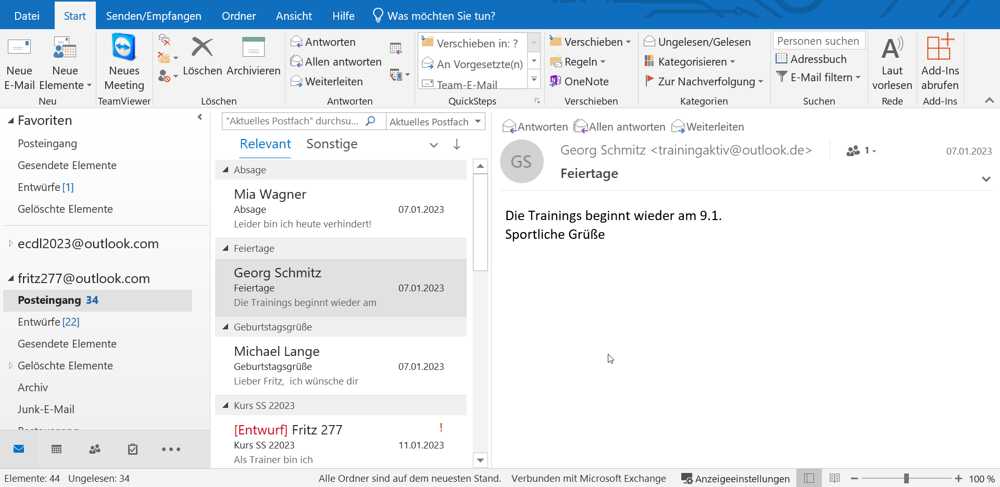 Datei Start Senden/Empfangen Ordner Ansicht Hilfe Was möchten Sie tun?
Neue
E-Mail
Neue
Elemente
Neu
Neues
Meeting
TeamViewer
Löschen
Archivieren
Löschen
Antworten
Allen antworten
Weiterleiten
Antworten
Verschieben in: ?
An Vorgesetzte(n)
Team-E-Mail
QuickSteps
Verschieben
Regeln
OneNote
Verschieben
Ungelesen/Gelesen
Kategorisieren
Zur Nachverfolgung
Kategorien
Personen suchen
Adressbuch
E-Mail filtern
Suchen
Laut
vorlesen
Rede
Add-Ins
abrufen
Add-Ins
Favoriten
Posteingang
Gesendete Elemente
Entwürfe [1]
Gelöschte Elemente
ecdl2023@outlook.com
fritz277@outlook.com
Posteingang 34
Entwürfe [22]
Gesendete Elemente
Gelöschte Elemente
Archiv
Junk-E-Mail
"Aktuelles Postfach" durchsu... Aktuelles Postfach
Relevant Sonstige
Absage
Mia Wagner
Absage 07.01.2023
Leider bin ich heute verhindert!
Feiertage
Georg Schmitz
Feiertage 07.01.2023
Die Trainings beginnt wieder am
Geburtstagsgrüße
Michael Lange
Geburtstagsgrüße 07.01.2023
Lieber Fritz, ich wünsche dir
Kurs SS 22023
[Entwurf] Fritz 277 !
Kurs SS 22023 11.01.2023
Als Trainer bin ich
Antworten Allen antworten Weiterleiten
GS
Georg Schmitz <trainingaktiv@outlook.de> 1 07.01.2023
Feiertage
Die Trainings beginnt wieder am 9.1.
Sportliche Grüße
Elemente: 44 Ungelesen: 34 Alle Ordner sind auf dem neuesten Stand. Verbunden mit Microsoft Exchange Anzeigeeinstellungen 100 %